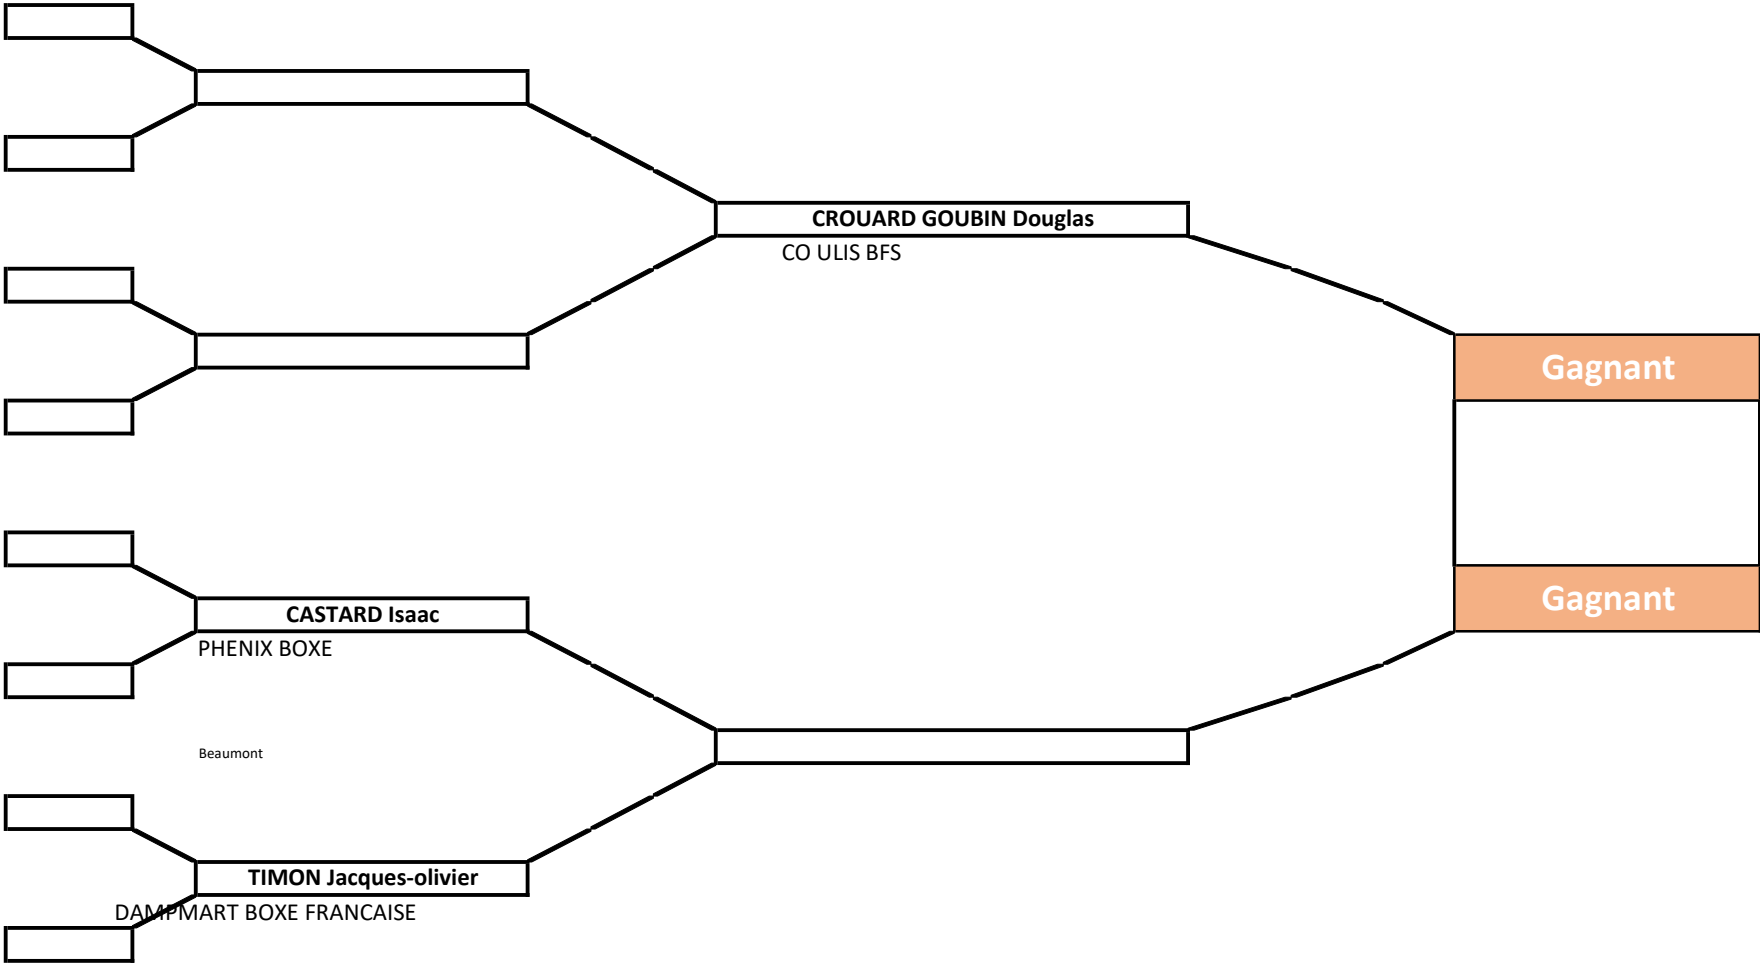 CROUARD GOUBIN Douglas
CO ULIS BFS
Gagnant
Gagnant
CASTARD Isaac
PHENIX BOXE
Beaumont
TIMON Jacques-olivier
DAMPMART BOXE FRANCAISE